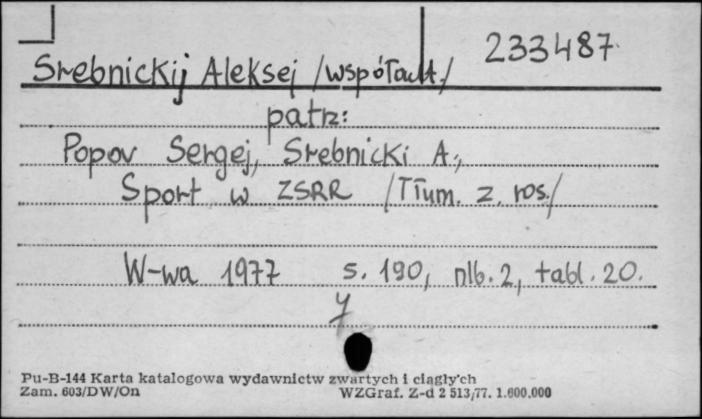 233487
Srebnickij Aleksej /współaut./
patrz:
Popov Sergej, Srebnicki A.,
Sport w ZSRR /Tłum. z. ros./
W-wa 1977 s. 190, nlb. 2, tabl. 20.
y
Pu-B-144 Karta katalogowa wydawnictw zwartych i ciągłych
Zam. 603/DW/On WZGraf. Z-d 2 513/77. 1.600.000